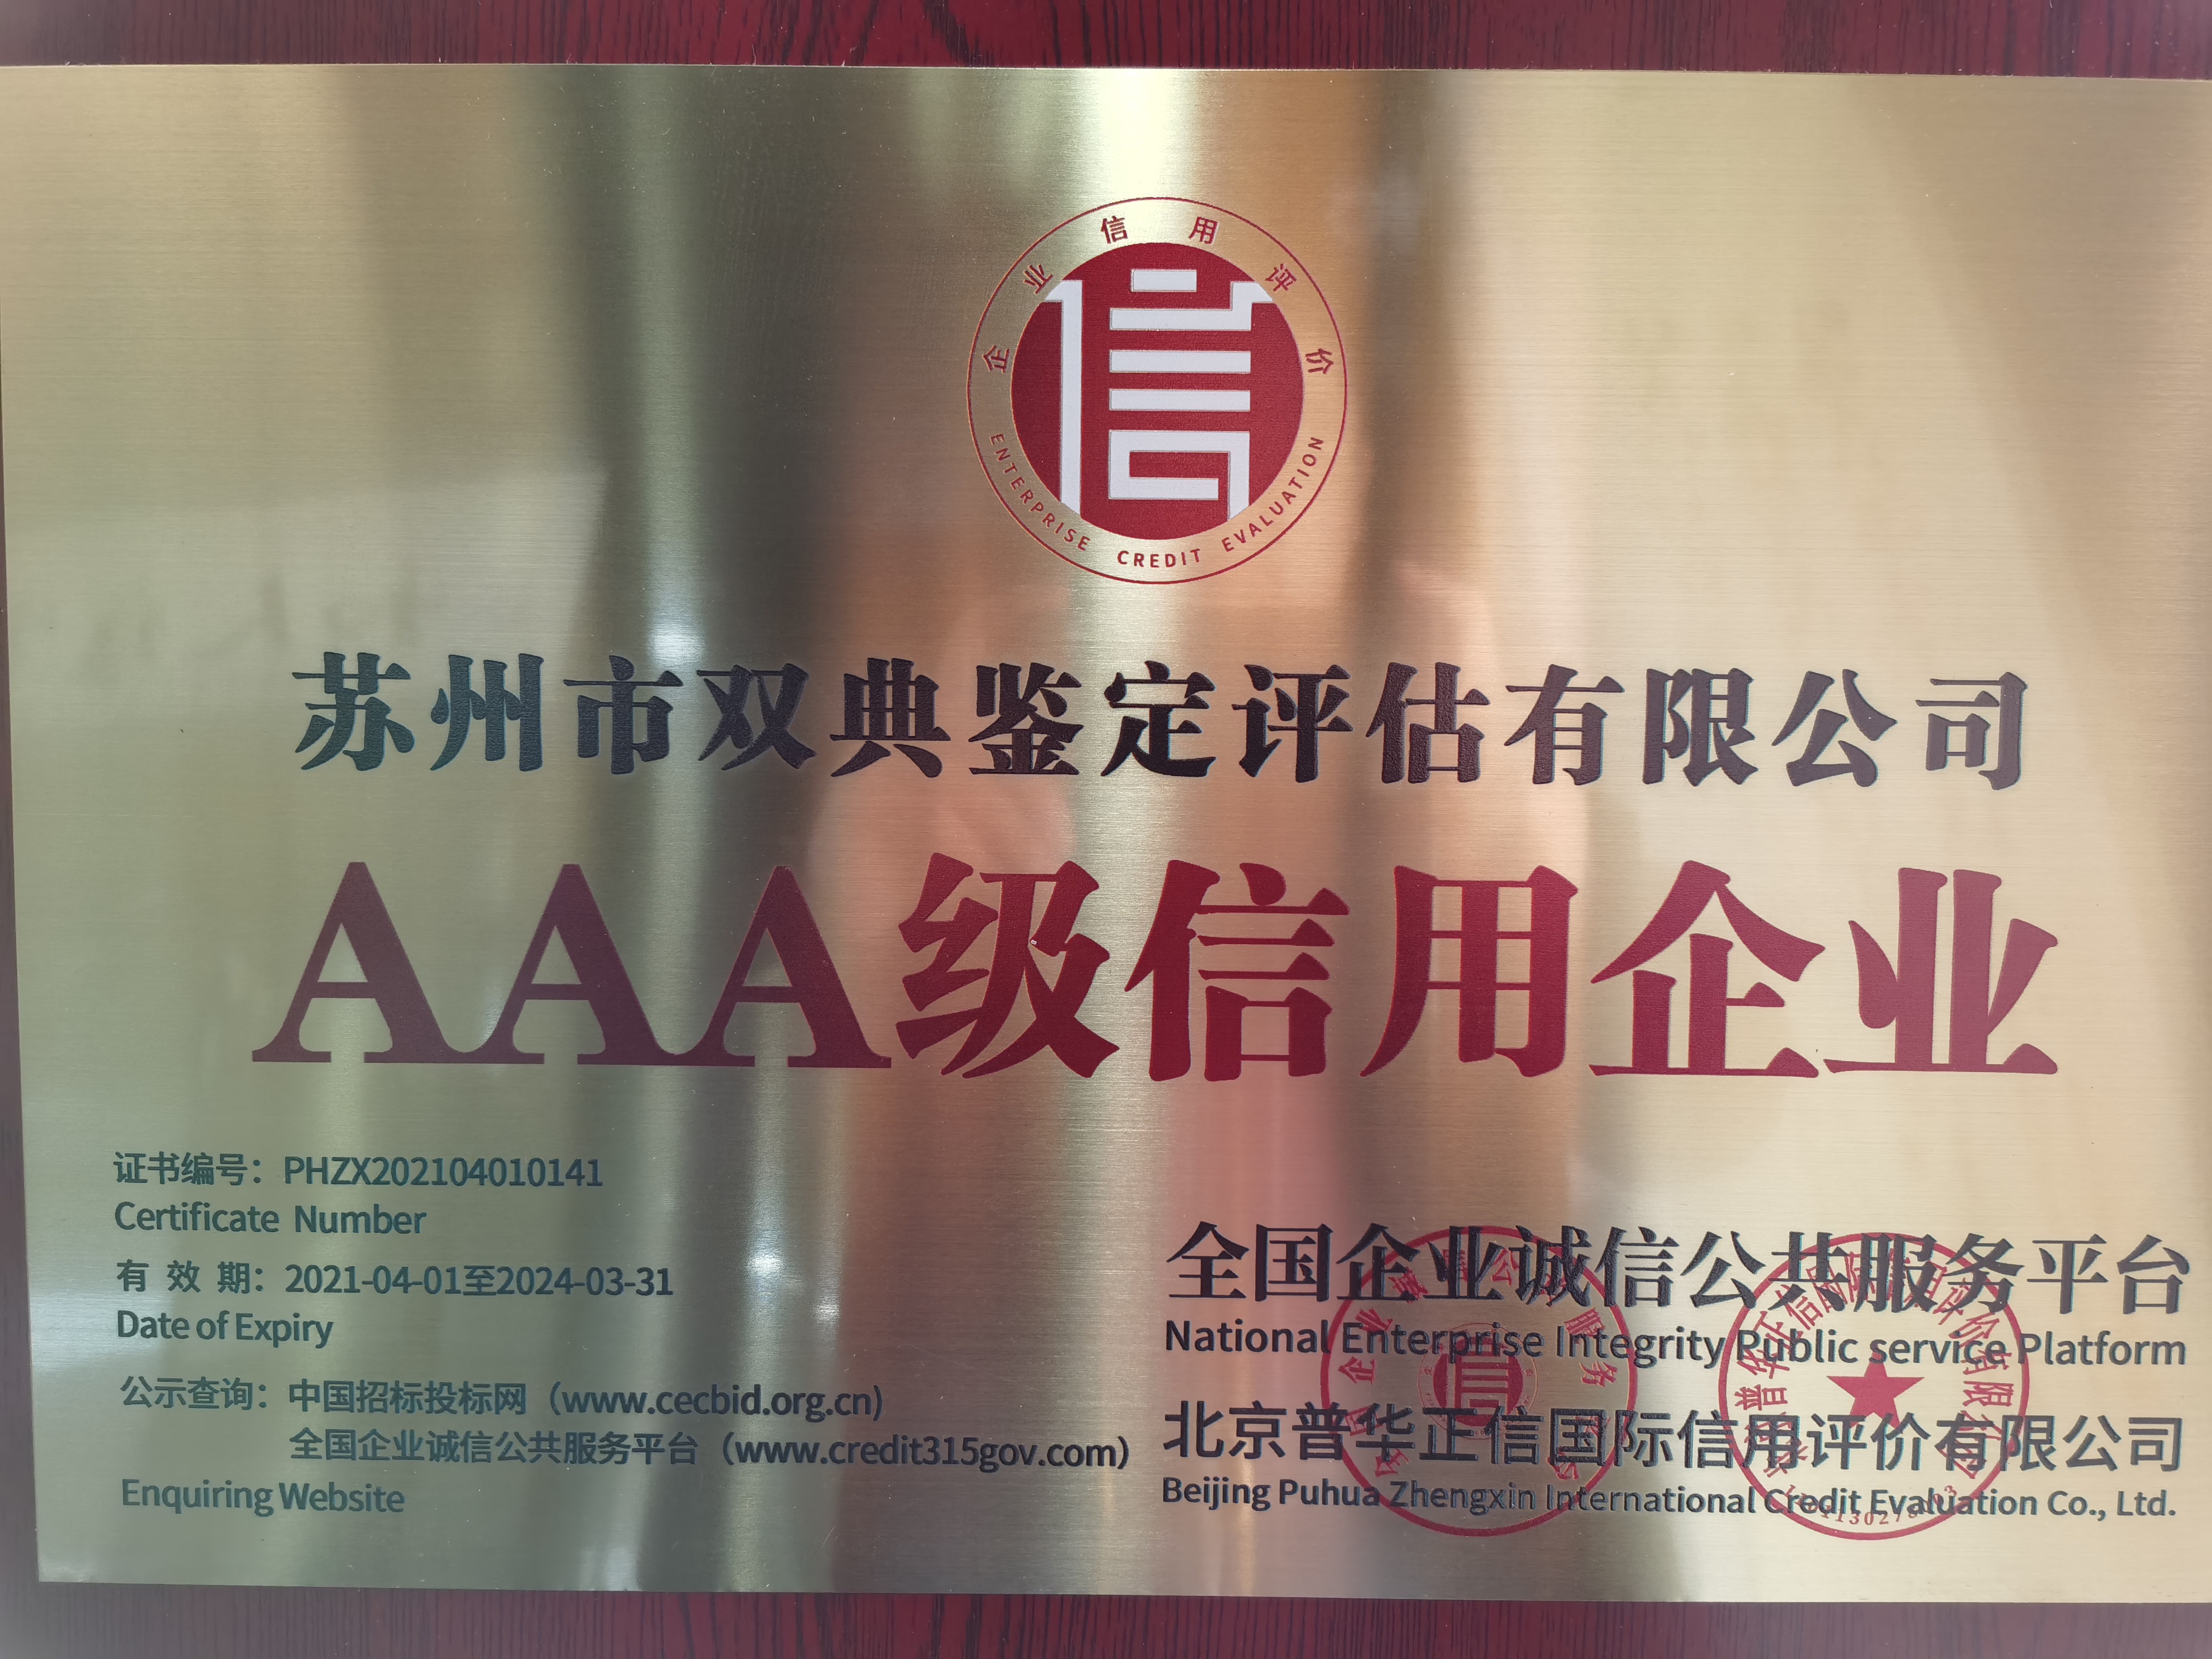 企业信用评价
ENTERPRISE CREDIT EVALUATION
苏州市双典鉴定评估有限公司
AAA级信用企业
证书编号：PHZX202104010141
Certificate Number
有 效 期：2021-04-01至2024-03-31
Date of Expiry
公示查询：中国招标投标网（www.cecbid.org.cn)
全国企业诚信公共服务平台（www.credit315gov.com）
Enquiring Website
全国企业诚信公共服务平台
National Enterprise Integrity Public service Platform
北京普华正信国际信用评价有限公司
Beijing Puhua Zhengxin International Credit Evaluation Co., Ltd.